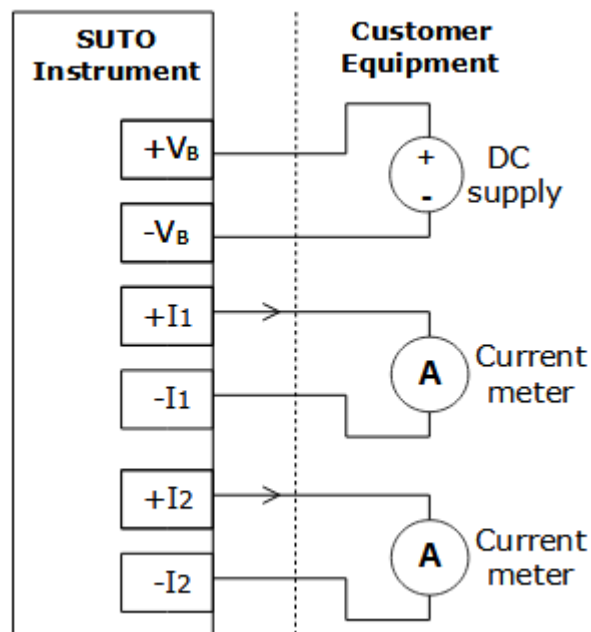 SUTO
Instrument
Customer
Equipment
+VB
-VB
+
-
DC
supply
+I1
-I1
A
Current
meter
+I2
-I2
A
Current
meter